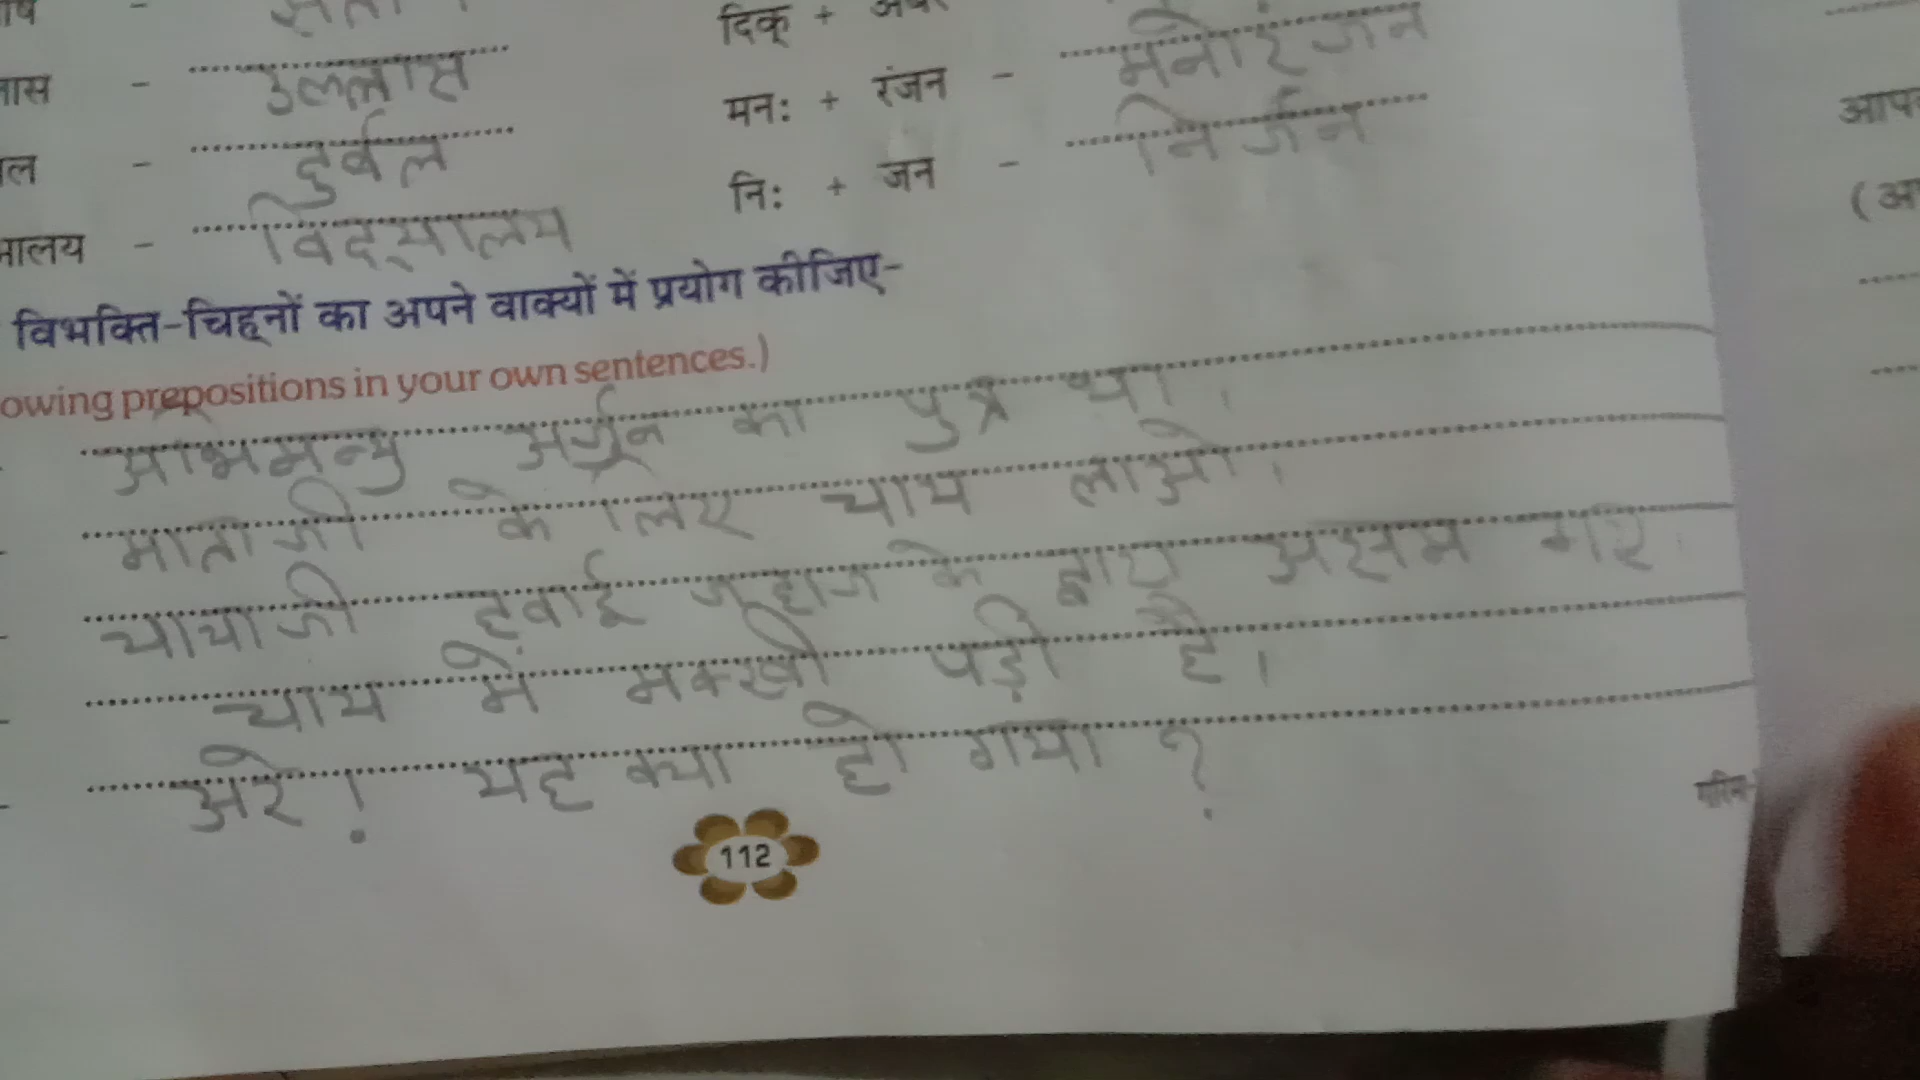 दिक् +
ास - उल्लास
मनः + रंजन - मनोरंजन
ल - दुर्बल
निः + जन - निर्जन
ालय - विद्यालय
विभक्ति-चिह्नों का अपने वाक्यों में प्रयोग कीजिए-
owing prepositions in your own sentences.)
अभिमन्यु अर्जुन का पुत्र था।
माताजी के लिए चाय लाओ।
चाचाजी हवाई जहाज के द्वारा असम गए
चाय में मक्खी पड़ी है।
अरे! यह क्या हो गया?
112